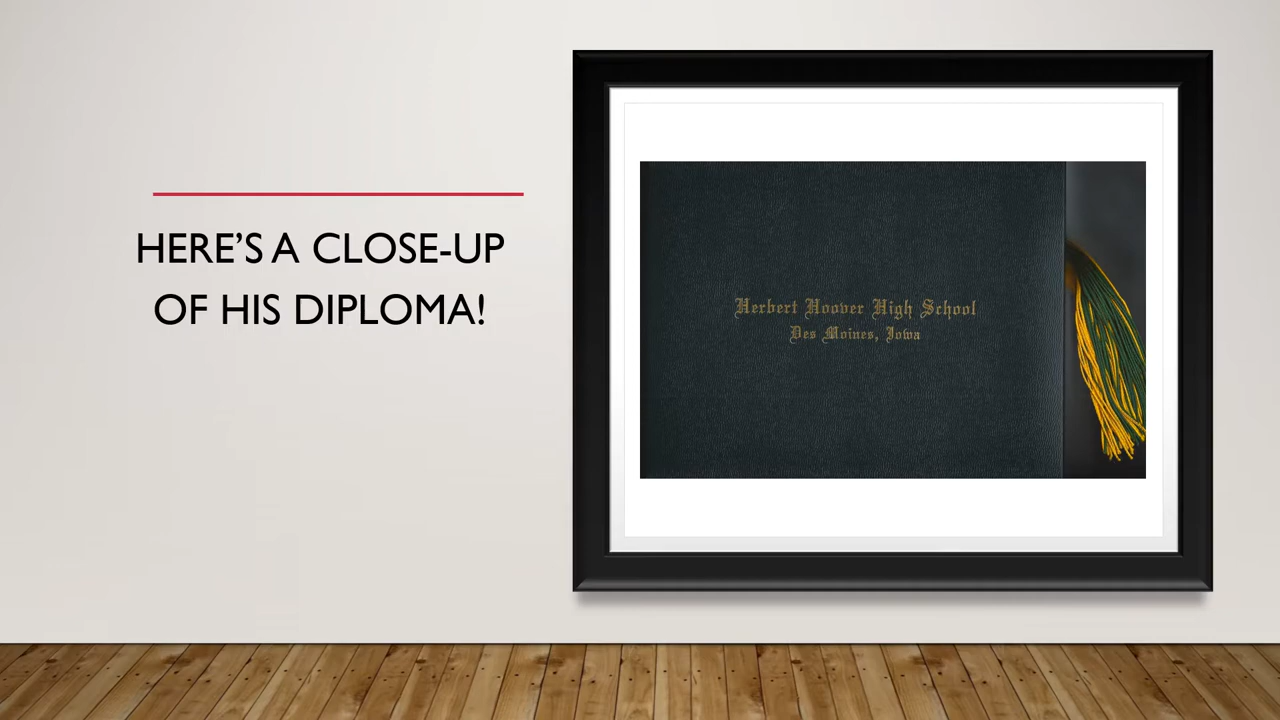 HERE'S A CLOSE-UP
OF HIS DIPLOMA!
Herbert Hoover High School
Des Moines, Iowa